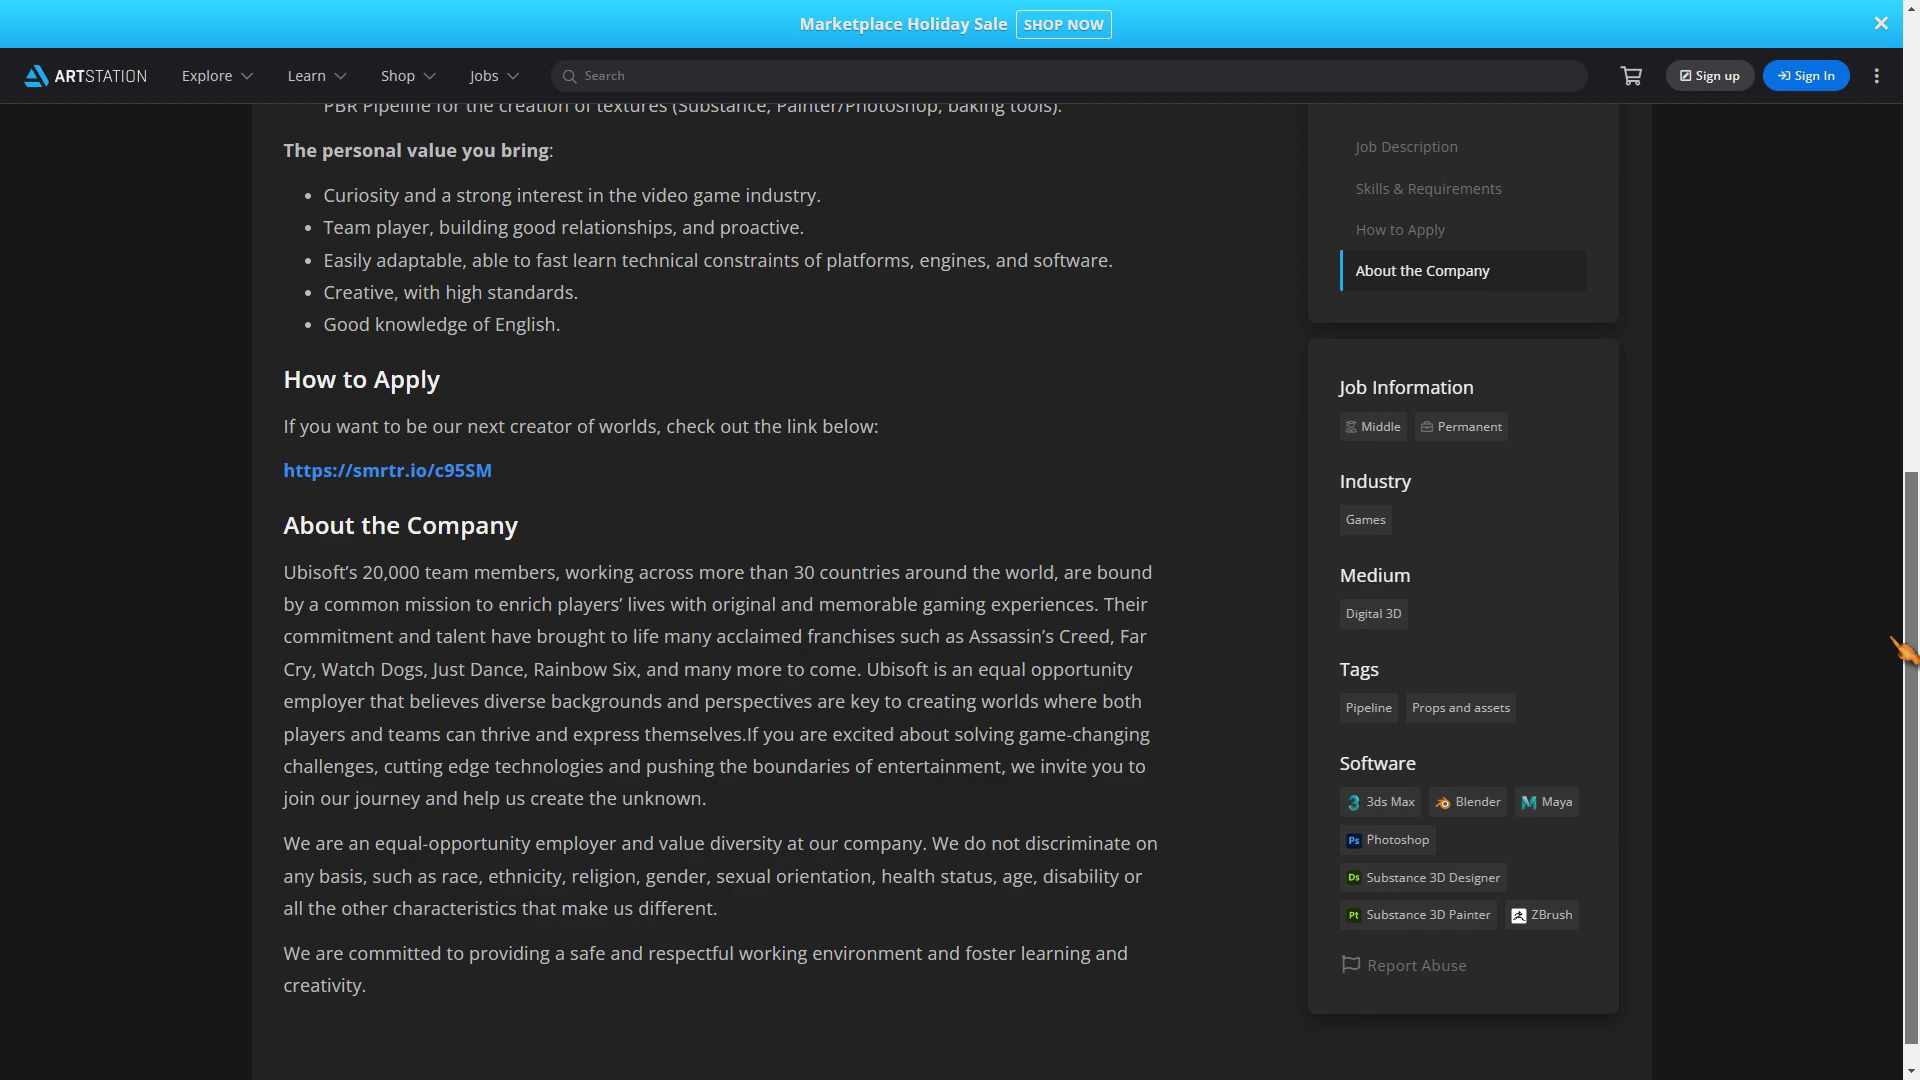 Marketplace Holiday Sale SHOP NOW
ARTSTATION Explore Learn Shop Jobs Search Sign up Sign In
PBR Pipeline for the creation of textures (Substance, Painter/Photoshop, baking tools).
The personal value you bring:
• Curiosity and a strong interest in the video game industry.
• Team player, building good relationships, and proactive.
• Easily adaptable, able to fast learn technical constraints of platforms, engines, and software.
• Creative, with high standards.
• Good knowledge of English.
How to Apply
If you want to be our next creator of worlds, check out the link below:
https://smrtr.io/c95SM
About the Company
Ubisoft’s 20,000 team members, working across more than 30 countries around the world, are bound
by a common mission to enrich players’ lives with original and memorable gaming experiences. Their
commitment and talent have brought to life many acclaimed franchises such as Assassin’s Creed, Far
Cry, Watch Dogs, Just Dance, Rainbow Six, and many more to come. Ubisoft is an equal opportunity
employer that believes diverse backgrounds and perspectives are key to creating worlds where both
players and teams can thrive and express themselves.If you are excited about solving game-changing
challenges, cutting edge technologies and pushing the boundaries of entertainment, we invite you to
join our journey and help us create the unknown.
We are an equal-opportunity employer and value diversity at our company. We do not discriminate on
any basis, such as race, ethnicity, religion, gender, sexual orientation, health status, age, disability or
all the other characteristics that make us different.
We are committed to providing a safe and respectful working environment and foster learning and
creativity.
Job Description
Skills & Requirements
How to Apply
About the Company
Job Information
Middle Permanent
Industry
Games
Medium
Digital 3D
Tags
Pipeline Props and assets
Software
3 3ds Max Blender M Maya
Ps Photoshop
Ds Substance 3D Designer
Pt Substance 3D Painter ZBrush
Report Abuse